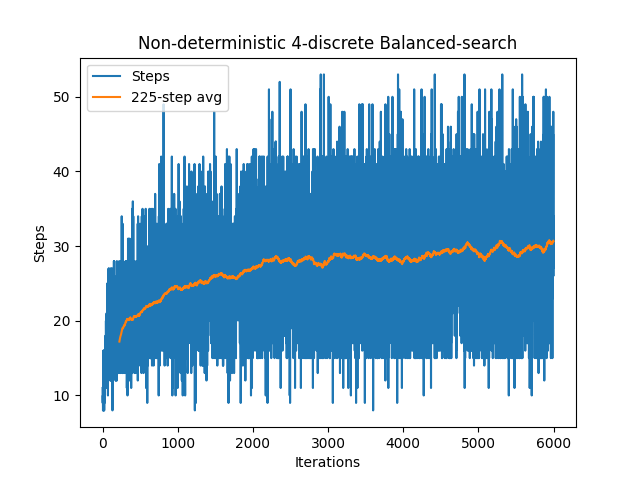 Non-deterministic 4-discrete Balanced-search
Steps
225-step avg
50
40
30
20
10
Steps
0 1000 2000 3000 4000 5000 6000
Iterations